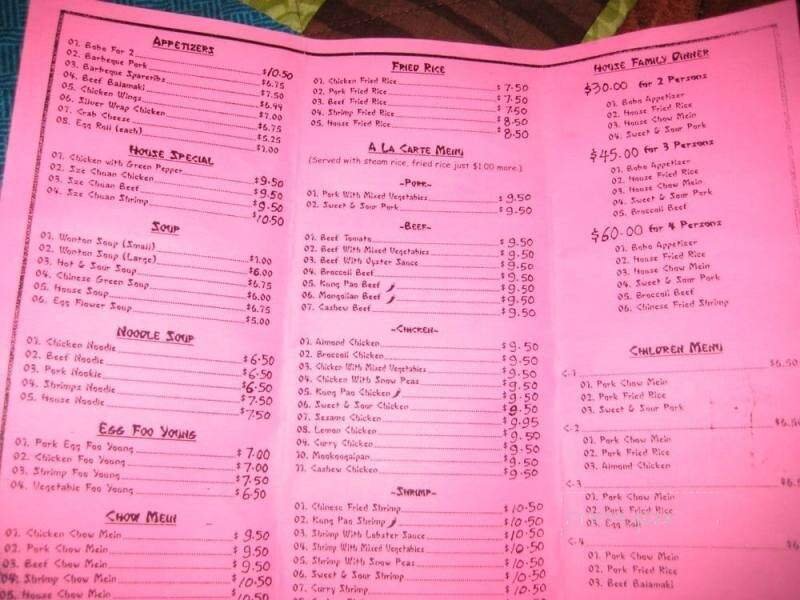 APPETIZERS
01. Boho For 2 $10.50
02. Barbeque Pork $6.75
03. Barbeque Spareribs $7.50
04. Beef Baiamaki $6.99
05. Chicken Wings $7.00
06. Silver Wrap Chicken $6.75
07. Crab Cheese $5.25
08. Egg Roll (each) $1.00
HOUSE SPECIAL
01. Chicken with Green Pepper $9.50
02. Sze Chuan Chicken $9.50
03. Sze Chuan Beef $9.50
04. Sze Chuan Shrimp $10.50
SOUP
01. Wonton Soup (Small) $1.00
02. Wonton Soup (Large) $6.00
03. Hot & Sour Soup $6.75
04. Chinese Green Soup $6.00
05. House Soup $6.75
06. Egg Flower Soup $5.00
NOODLE SOUP
01. Chicken Noodle $6.50
02. Beef Noodle $6.50
03. Pork Nookle $6.50
04. Shrimps Noodle $7.50
05. House Noodle $7.50
EGG FOO YOUNG
01. Pork Egg Foo Young $7.00
02. Chicken Foo Young $7.00
03. Shrimp Foo Young $7.50
04. Vegetable Foo Young $6.50
CHOW MEIN
01. Chicken Chow Mein $9.50
02. Pork Chow Mein $9.50
03. Beef Chow Mein $9.50
04. Shrimp Chow Mein $10.50
05. House Chow Mein $10.50
FRIED RICE
01. Chicken Fried Rice $7.50
02. Pork Fried Rice $7.50
03. Beef Fried Rice $7.50
04. Shrimp Fried Rice $8.50
05. House Fried Rice $8.50
A LA CARTE MENU
(Served with steam rice, fried rice just $1.00 more.)
~PORK~
01. Pork With Mixed Vegetables $9.50
02. Sweet & Sour Pork $9.50
~BEEF~
01. Beef Tomato $9.50
02. Beef With Mixed Vegetables $9.50
03. Beef With Oyster Sauce $9.50
04. Broccoli Beef $9.50
05. Kung Pao Beef $9.50
06. Mongolian Beef $9.50
07. Cashew Beef $9.50
~CHICKEN~
01. Almond Chicken $9.50
02. Broccoli Chicken $9.50
03. Chicken With Mixed Vegetables $9.50
04. Chicken With Snow Peas $9.50
05. Kung Pao Chicken $9.50
06. Sweet & Sour Chicken $9.50
07. Sesame Chicken $9.95
08. Lemon Chicken $9.50
09. Curry Chicken $9.50
10. Mookoogaipan $9.50
11. Cashew Chicken $9.50
~SHRIMP~
01. Chinese Fried Shrimp $10.50
02. Kung Pao Shrimp $10.50
03. Shrimp With Lobster Sauce $10.50
04. Shrimp With Mixed Vegetables $10.50
05. Shrimp With Snow Peas $10.50
06. Sweet & Sour Shrimp $10.50
07. Curry Shrimp $10.50
HOUSE FAMILY DINNER
$30.00 for 2 Persons
01. Boho Appetizer
02. House Fried Rice
03. House Chow Mein
04. Sweet & Sour Pork
$45.00 for 3 Persons
01. Boho Appetizer
02. House Fried Rice
03. House Chow Mein
04. Sweet & Sour Pork
05. Broccoli Beef
$60.00 for 4 Persons
01. Boho Appetizer
02. House Fried Rice
03. House Chow Mein
04. Sweet & Sour Pork
05. Broccoli Beef
06. Chinese Fried Shrimp
CHILDREN MENU
C-1 $6.50
01. Pork Chow Mein
02. Pork Fried Rice
03. Sweet & Sour Pork
C-2
01. Pork Chow Mein
02. Pork Fried Rice
03. Almond Chicken
C-3
01. Pork Chow Mein
02. Pork Fried Rice
03. Egg Roll
C-4
01. Pork Chow Mein
02. Pork Fried Rice
03. Beef Baiamaki